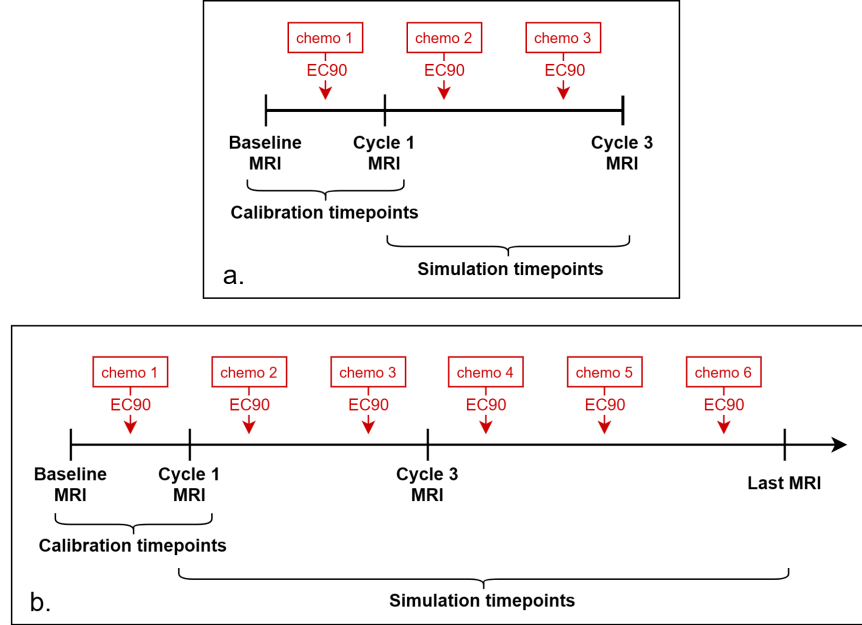 chemo 1 chemo 2 chemo 3
EC90 EC90 EC90
Baseline MRI
Cycle 1 MRI
Cycle 3 MRI
Calibration timepoints
Simulation timepoints
a.
chemo 1 chemo 2 chemo 3 chemo 4 chemo 5 chemo 6
EC90 EC90 EC90 EC90 EC90 EC90
Baseline MRI
Cycle 1 MRI
Cycle 3 MRI
Last MRI
Calibration timepoints
Simulation timepoints
b.